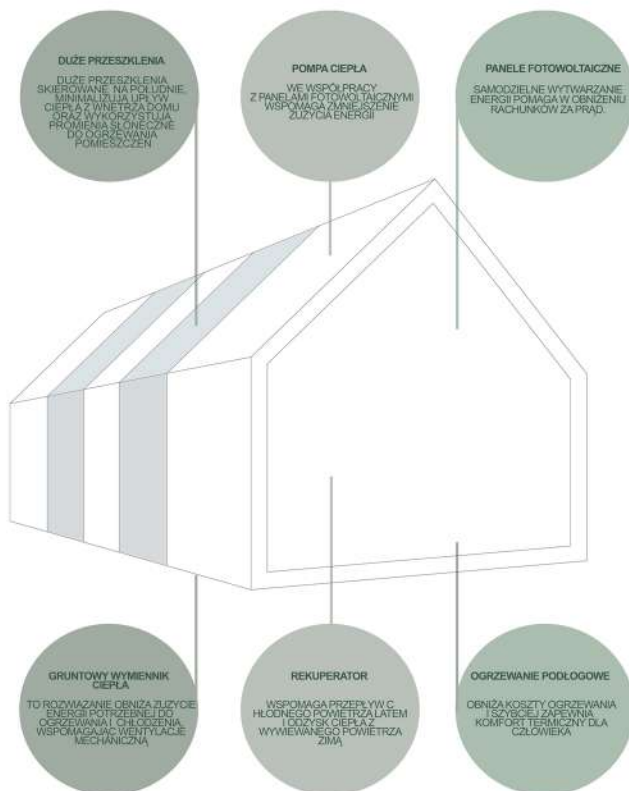 DUŻE PRZESZKLENIA
DUŻE PRZESZKLENIA
SKIEROWANE NA POŁUDNIE,
MINIMALIZUJĄ UPŁYW
CIEPŁA Z WNĘTRZA DOMU
ORAZ WYKORZYSTUJĄ
PROMIENIA SŁONECZNE
DO OGRZEWANIA
POMIESZCZEŃ
POMPA CIEPŁA
WE WSPÓŁPRACY
Z PANELAMI FOTOWOLTAICZNYMI
WSPOMAGA ZMNIEJSZENIE
ZUŻYCIA ENERGII
PANELE FOTOWOLTAICZNE
SAMODZIELNE WYTWARZANIE
ENERGII POMAGA W OBNIŻENIU
RACHUNKÓW ZA PRĄD.
GRUNTOWY WYMIENNIK
CIEPŁA
TO ROZWIĄZANIE OBNIŻA ZUŻYCIE
ENERGII POTRZEBNEJ DO
OGRZEWANIA I CHŁODZENIA,
WSPOMAGAJĄC WENTYLACJE
MECHANICZNĄ
REKUPERATOR
WSPOMAGA PRZEPŁYW C
HŁODNEGO POWIETRZA LATEM
I ODZYSK CIEPŁA Z
WYWIEWANEGO POWIETRZA
ZIMĄ
OGRZEWANIE PODŁOGOWE
OBNIŻA KOSZTY OGRZEWANIA
I SZYBCIEJ ZAPEWNIA
KOMFORT TERMICZNY DLA
CZŁOWIEKA